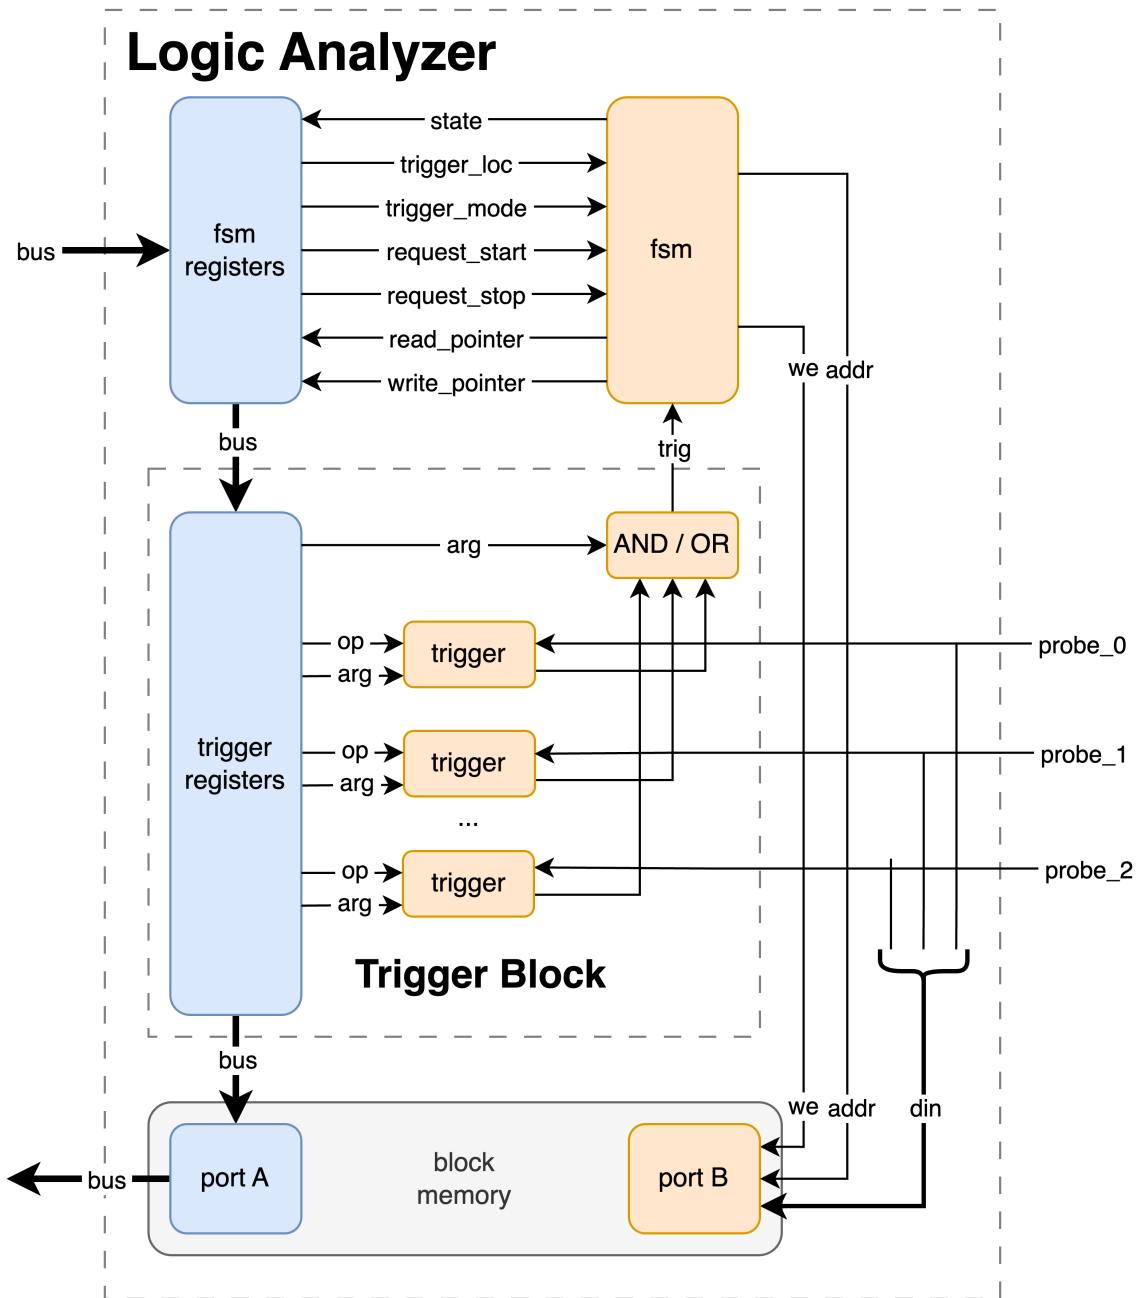 Logic Analyzer
state
trigger_loc
trigger_mode
request_start
request_stop
read_pointer
write_pointer
bus
fsm
registers
fsm
we addr
bus
trig
arg
AND / OR
op
arg
trigger
probe_0
trigger
registers
op
arg
trigger
probe_1
...
op
arg
trigger
probe_2
Trigger Block
bus
we addr
din
bus
port A
block
memory
port B